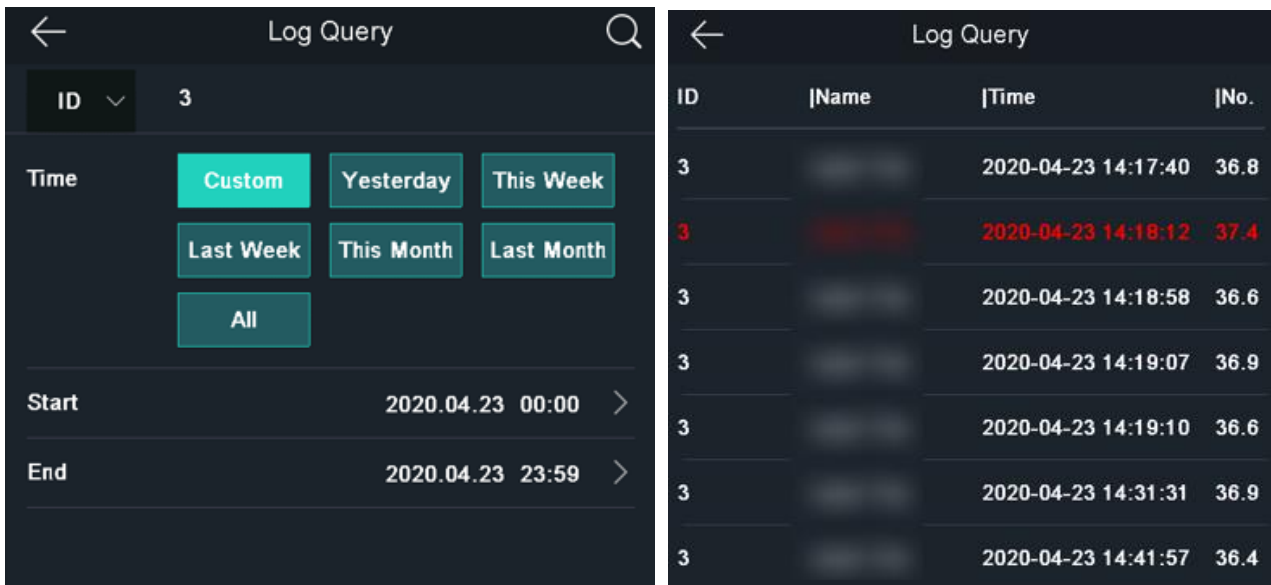 Log Query
ID 3
Time Custom Yesterday This Week
Last Week This Month Last Month
All
Start 2020.04.23 00:00
End 2020.04.23 23:59
Log Query
ID |Name |Time |No.
3 2020-04-23 14:17:40 36.8
3 2020-04-23 14:18:12 37.4
3 2020-04-23 14:18:58 36.6
3 2020-04-23 14:19:07 36.9
3 2020-04-23 14:19:10 36.6
3 2020-04-23 14:31:31 36.9
3 2020-04-23 14:41:57 36.4